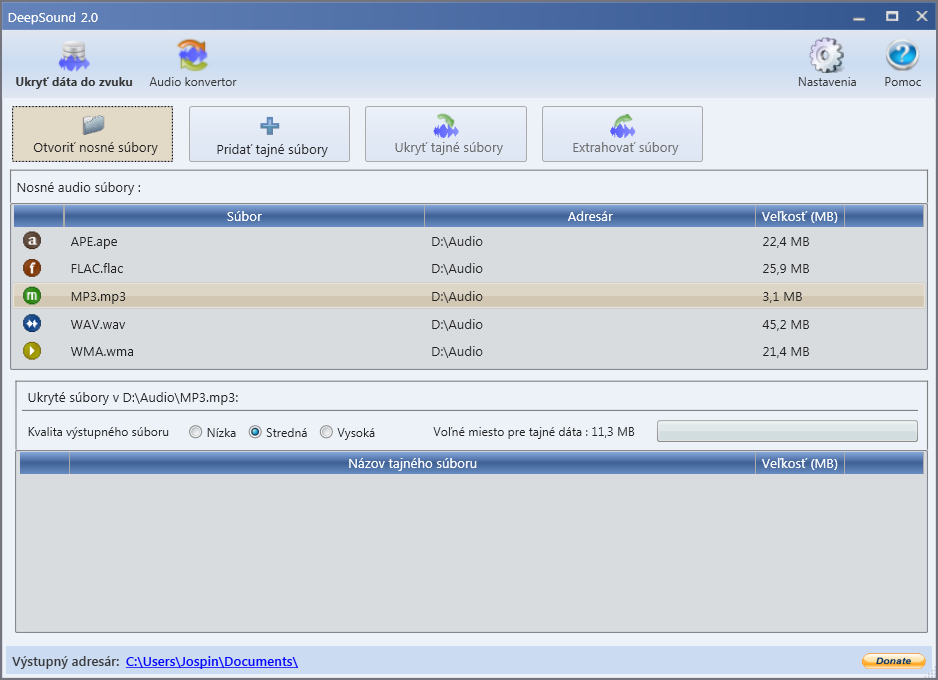 DeepSound 2.0
Ukryť dáta do zvuku Audio konvertor Nastavenia Pomoc
Otvoriť nosné súbory Pridať tajné súbory Ukryť tajné súbory Extrahovať súbory
Nosné audio súbory :
Súbor Adresár Veľkosť (MB)
a APE.ape D:\Audio 22,4 MB
f FLAC.flac D:\Audio 25,9 MB
m MP3.mp3 D:\Audio 3,1 MB
WAV.wav D:\Audio 45,2 MB
WMA.wma D:\Audio 21,4 MB
Ukryté súbory v D:\Audio\MP3.mp3:
Kvalita výstupného súboru Nízka Stredná Vysoká Voľné miesto pre tajné dáta : 11,3 MB
Názov tajného súboru Veľkosť (MB)
Výstupný adresár: C:\Users\Jospin\Documents\ Donate